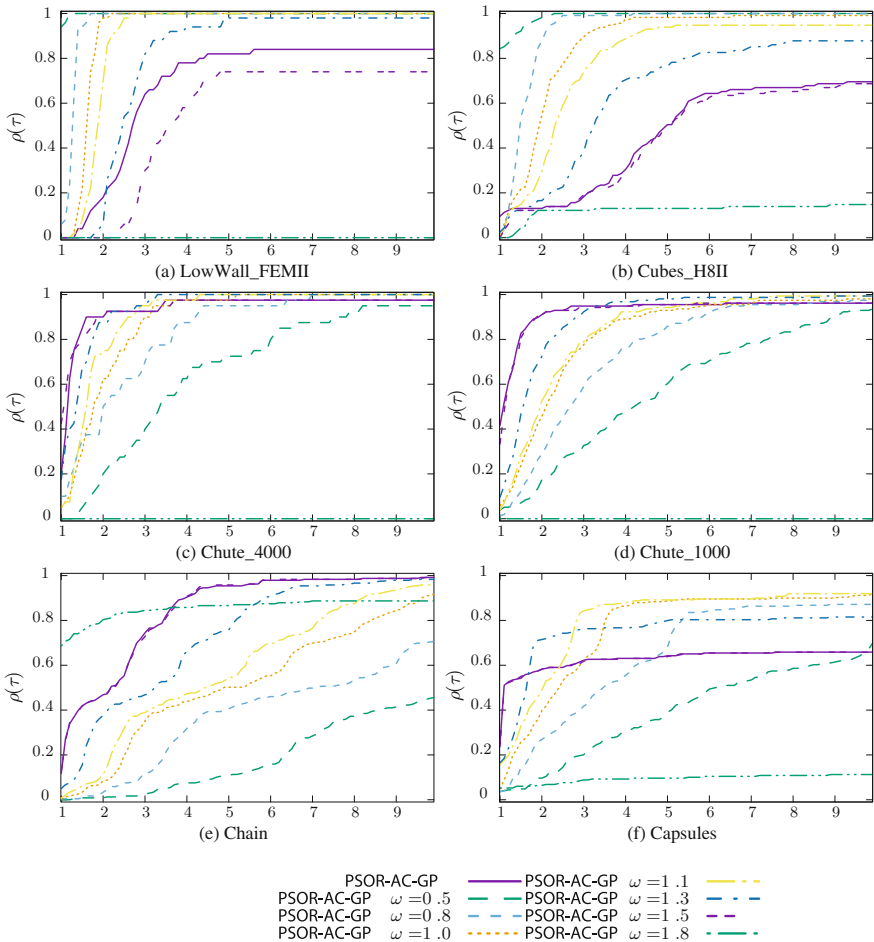 1
0.8
0.6
0.4
0.2
0
ρ(τ)
1 2 3 4 5 6 7 8 9
(a) LowWall_FEMII
1
0.8
0.6
0.4
0.2
0
ρ(τ)
1 2 3 4 5 6 7 8 9
(b) Cubes_H8II
1
0.8
0.6
0.4
0.2
0
ρ(τ)
1 2 3 4 5 6 7 8 9
(c) Chute_4000
1
0.8
0.6
0.4
0.2
0
ρ(τ)
1 2 3 4 5 6 7 8 9
(d) Chute_1000
1
0.8
0.6
0.4
0.2
0
ρ(τ)
1 2 3 4 5 6 7 8 9
(e) Chain
1
0.8
0.6
0.4
0.2
0
ρ(τ)
1 2 3 4 5 6 7 8 9
(f) Capsules
PSOR-AC-GP PSOR-AC-GP ω=1 .1
PSOR-AC-GP ω=0 .5 PSOR-AC-GP ω=1 .3
PSOR-AC-GP ω=0 .8 PSOR-AC-GP ω=1 .5
PSOR-AC-GP ω=1 .0 PSOR-AC-GP ω=1 .8